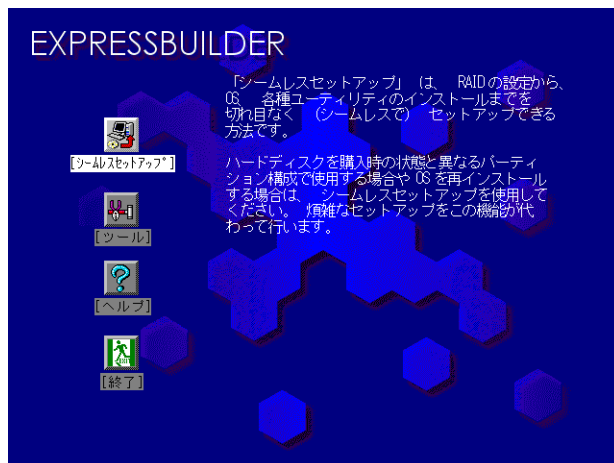 EXPRESSBUILDER
「シームレスセットアップ」 は、 RAIDの設定から、
OS、 各種ユーティリティのインストールまでを
切れ目なく （シームレスで） セットアップできる
方法です。
ハードディスクを購入時の状態と異なるパーティ
ション構成で使用する場合や OS を再インストール
する場合は、 シームレスセットアップを使用して
ください。 煩雑なセットアップをこの機能が代
わって行います。
[ｼｰﾑﾚｽｾｯﾄｱｯﾌﾟ]
[ツール]
[ヘルプ]
EXIT
[終了]